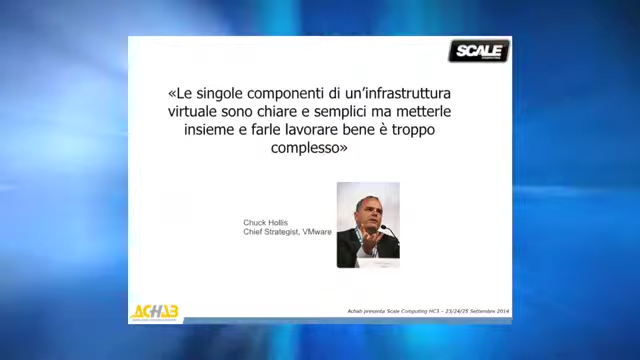 SCALE
COMPUTING
«Le singole componenti di un'infrastruttura
virtuale sono chiare e semplici ma metterle
insieme e farle lavorare bene è troppo
complesso»
Chuck Hollis
Chief Strategist, VMware
ACHAB
Achab presenta Scale Computing HC3 – 23/24/25 Settembre 2014